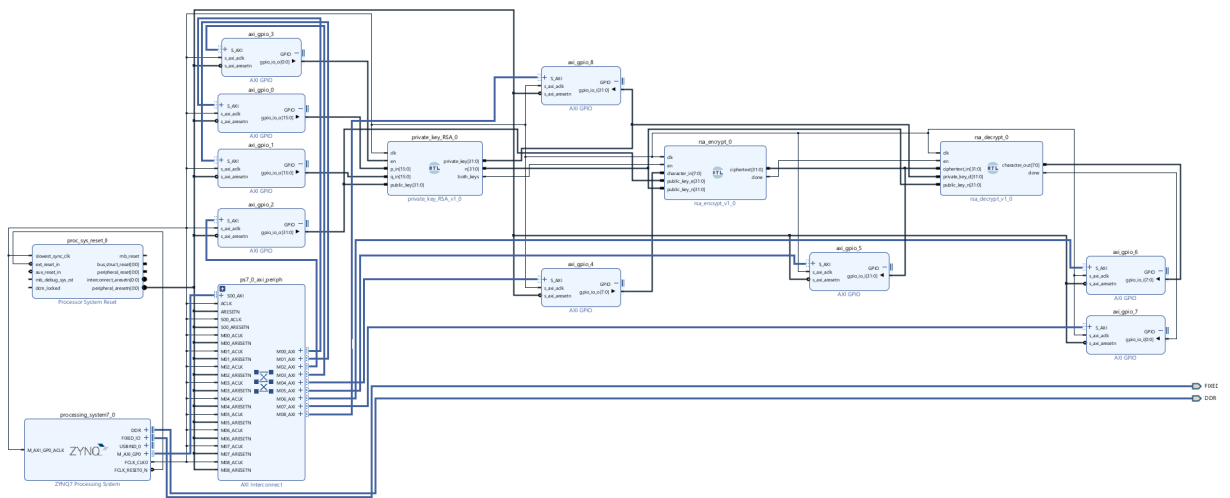 axi_gpio_3
S_AXI
s_axi_aclk
s_axi_aresetn
GPIO
gpio_io_o[0:0]
AXI GPIO
axi_gpio_0
S_AXI
s_axi_aclk
s_axi_aresetn
GPIO
gpio_io_o[15:0]
AXI GPIO
axi_gpio_1
S_AXI
s_axi_aclk
s_axi_aresetn
GPIO
gpio_io_o[15:0]
AXI GPIO
axi_gpio_2
S_AXI
s_axi_aclk
s_axi_aresetn
GPIO
gpio_io_o[31:0]
AXI GPIO
proc_sys_reset_0
slowest_sync_clk
ext_reset_in
aux_reset_in
mb_debug_sys_rst
dcm_locked
mb_reset
bus_struct_reset[0:0]
peripheral_reset[0:0]
interconnect_aresetn[0:0]
peripheral_aresetn[0:0]
Processor System Reset
processing_system7_0
M_AXI_GP0_ACLK
ZYNQ
DDR
FIXED_IO
USBIND_0
M_AXI_GP0
FCLK_CLK0
FCLK_RESET0_N
ZYNQ7 Processing System
ps7_0_axi_periph
S00_AXI
ACLK
ARESETN
S00_ACLK
S00_ARESETN
M00_ACLK
M00_ARESETN
M01_ACLK
M01_ARESETN
M02_ACLK
M02_ARESETN
M03_ACLK
M03_ARESETN
M04_ACLK
M04_ARESETN
M05_ACLK
M05_ARESETN
M06_ACLK
M06_ARESETN
M07_ACLK
M07_ARESETN
M08_ACLK
M08_ARESETN
M00_AXI
M01_AXI
M02_AXI
M03_AXI
M04_AXI
M05_AXI
M06_AXI
M07_AXI
M08_AXI
AXI Interconnect
private_key_RSA_0
clk
en
p_in[15:0]
q_in[15:0]
public_key[31:0]
RTL
private_key[31:0]
n[31:0]
both_keys
private_key_RSA_v1_0
axi_gpio_8
S_AXI
s_axi_aclk
s_axi_aresetn
GPIO
gpio_io_i[31:0]
AXI GPIO
axi_gpio_4
S_AXI
s_axi_aclk
s_axi_aresetn
GPIO
gpio_io_o[7:0]
AXI GPIO
rsa_encrypt_0
clk
en
character_in[7:0]
public_key_e[31:0]
public_key_n[31:0]
RTL
ciphertext[31:0]
done
rsa_encrypt_v1_0
axi_gpio_5
S_AXI
s_axi_aclk
s_axi_aresetn
GPIO
gpio_io_i[31:0]
AXI GPIO
rsa_decrypt_0
clk
en
ciphertext_in[31:0]
private_key_d[31:0]
public_key_n[31:0]
RTL
character_out[7:0]
done
rsa_decrypt_v1_0
axi_gpio_6
S_AXI
s_axi_aclk
s_axi_aresetn
GPIO
gpio_io_i[7:0]
AXI GPIO
axi_gpio_7
S_AXI
s_axi_aclk
s_axi_aresetn
GPIO
gpio_io_i[0:0]
AXI GPIO
FIXED
DDR